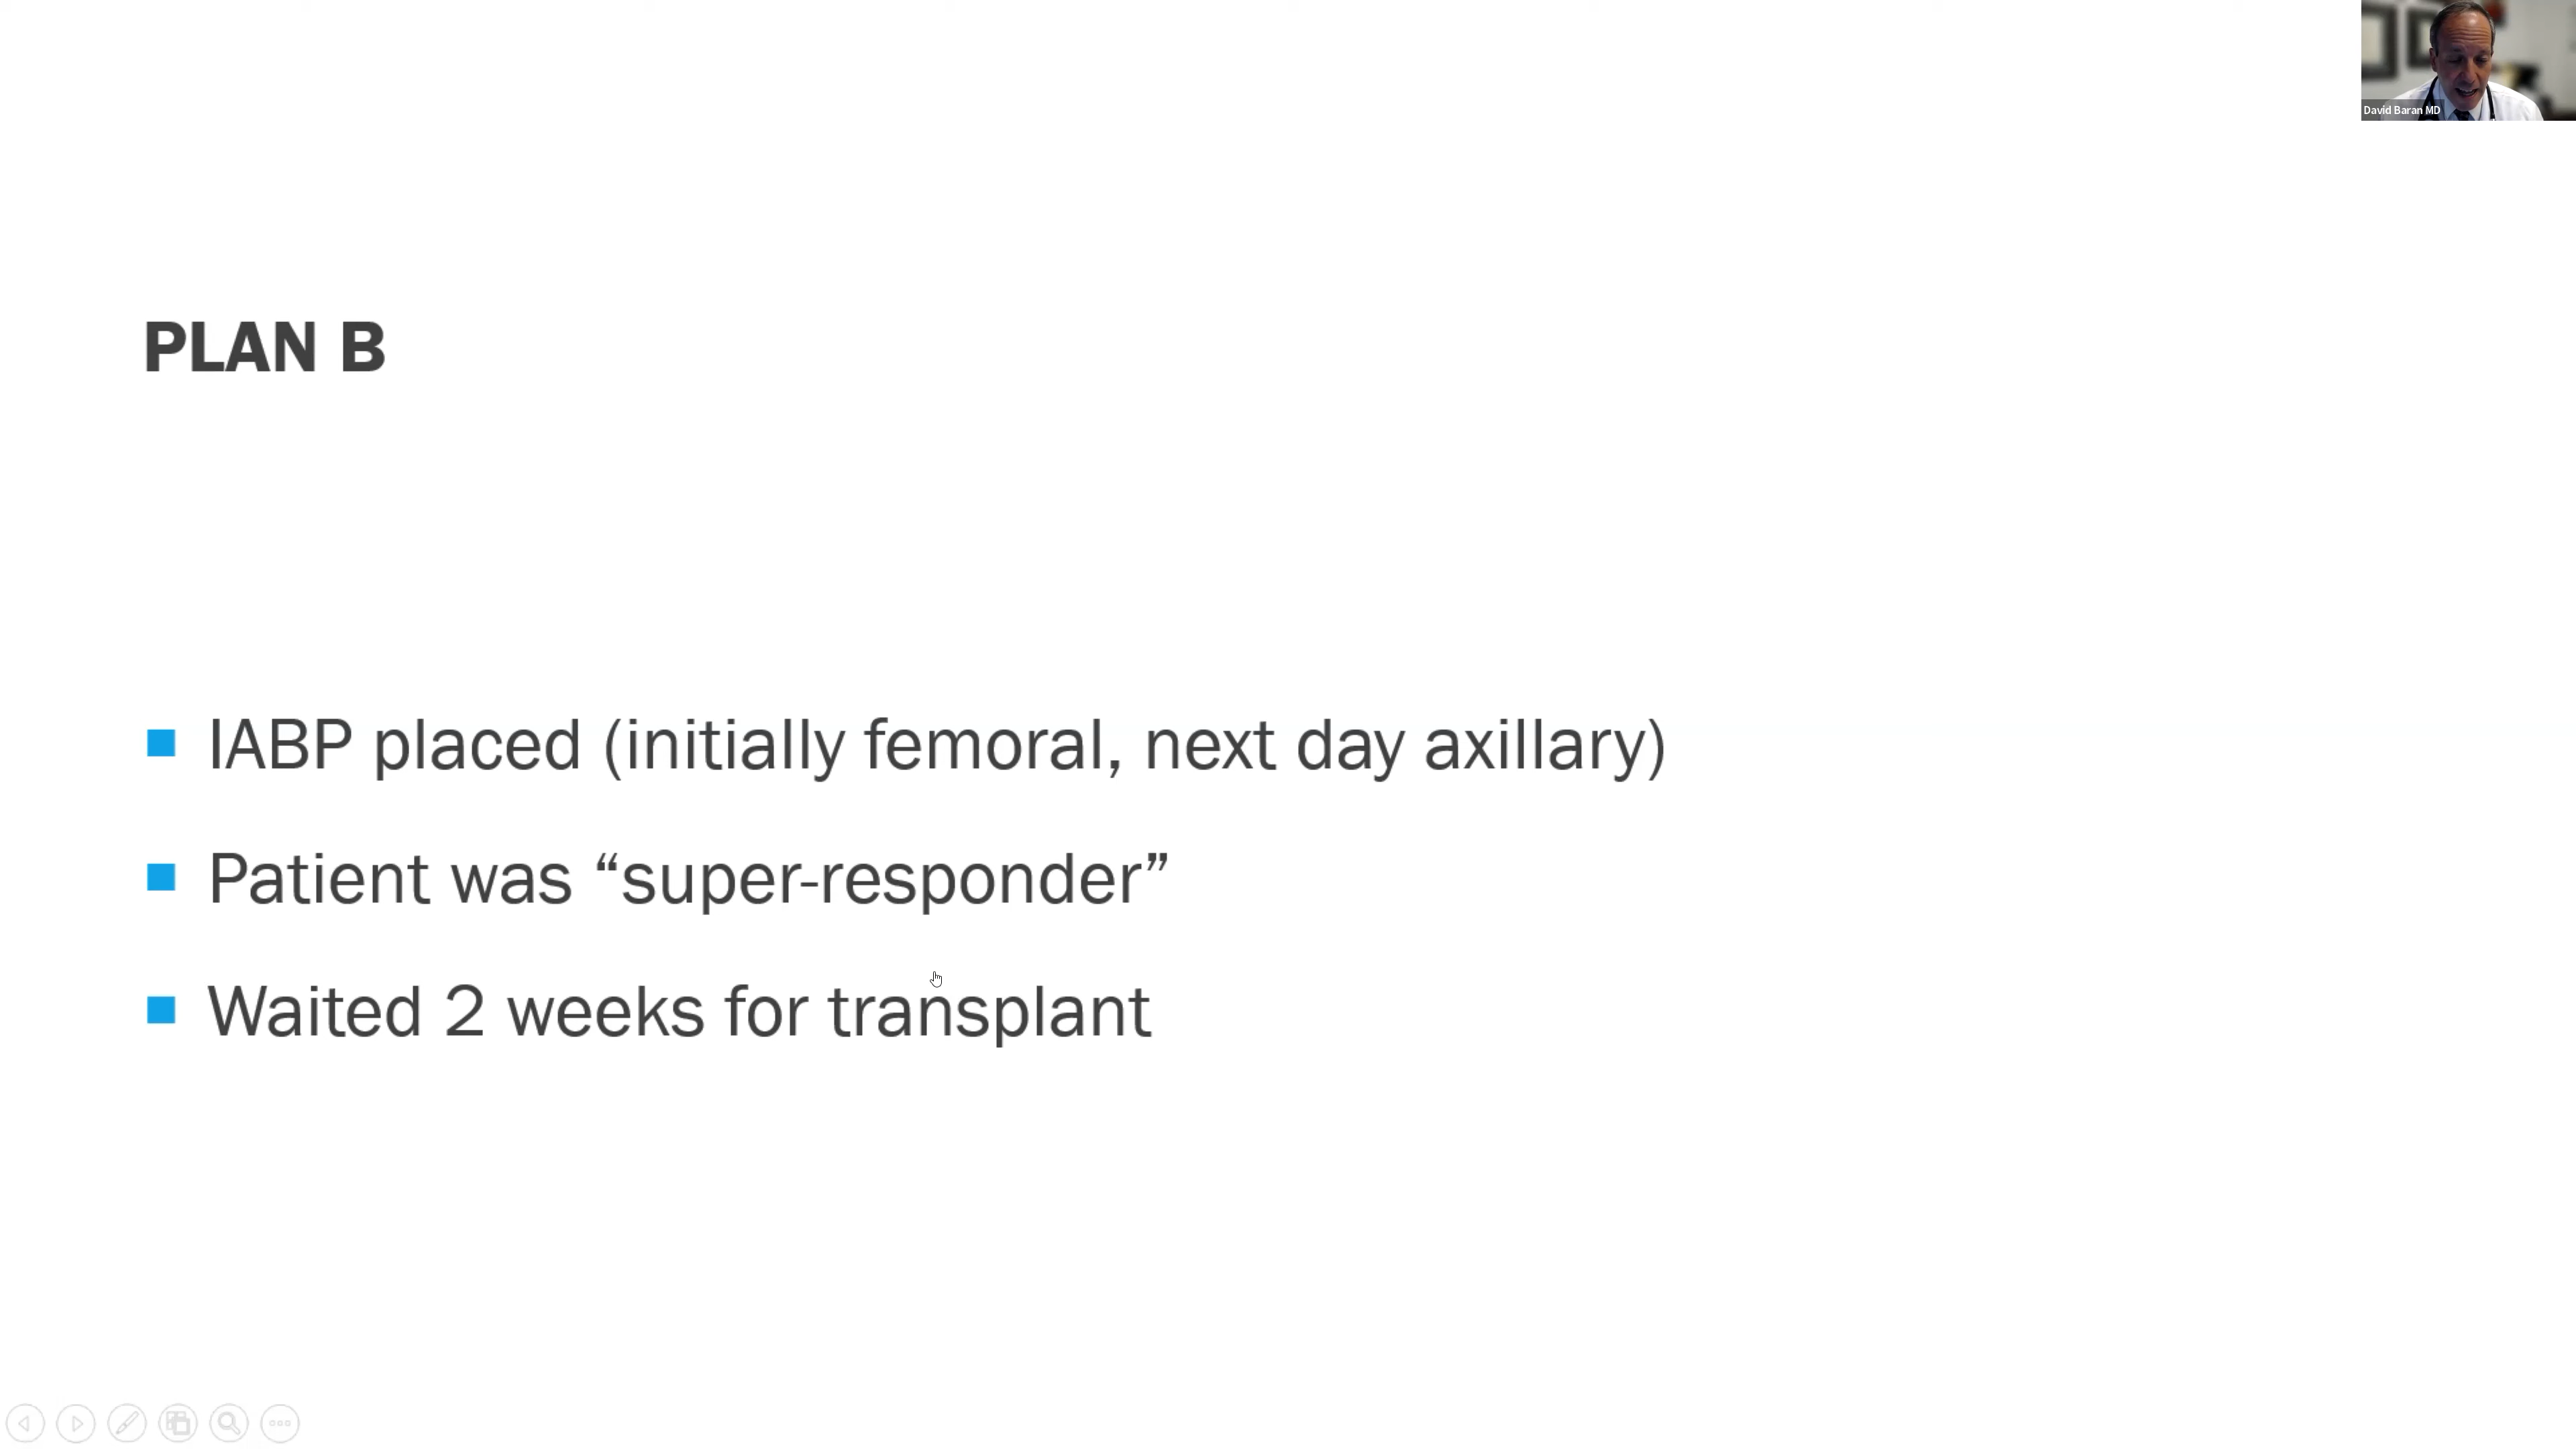 David Baran MD
PLAN B
IABP placed (initially femoral, next day axillary)
Patient was “super-responder”
Waited 2 weeks for transplant